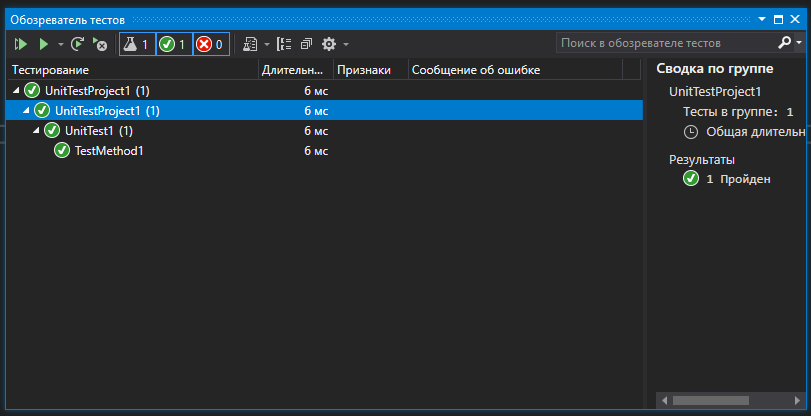 Обозреватель тестов
1 1 0 Поиск в обозревателе тестов
Тестирование Длительн... Признаки Сообщение об ошибке
UnitTestProject1 (1) 6 мс
UnitTestProject1 (1) 6 мс
UnitTest1 (1) 6 мс
TestMethod1 6 мс
Сводка по группе
UnitTestProject1
Тесты в группе: 1
Общая длительн
Результаты
1 Пройден